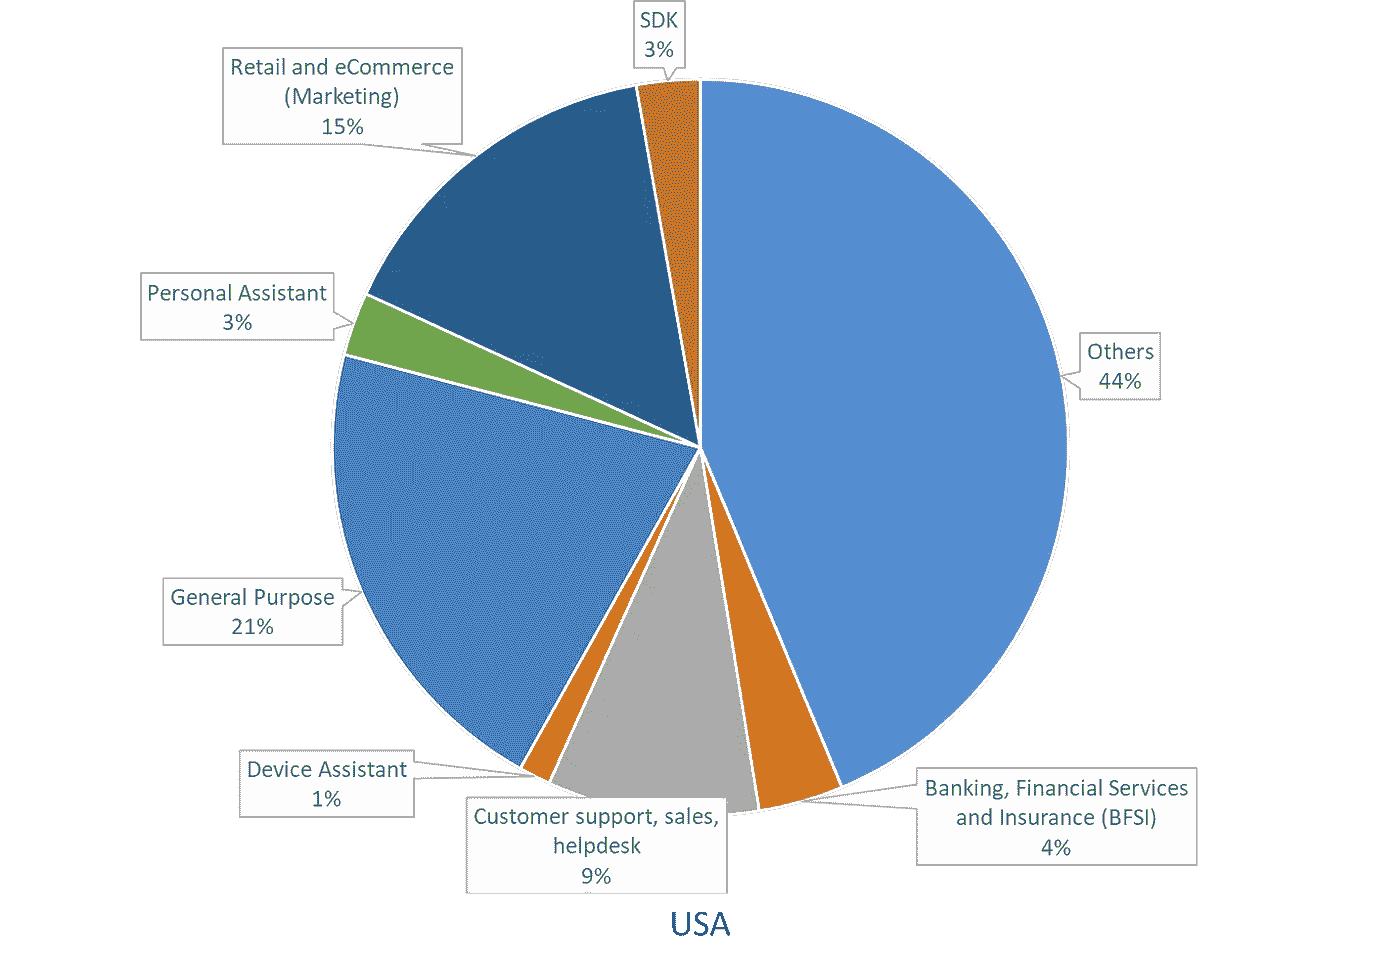 SDK
3%
Retail and eCommerce
(Marketing)
15%
Personal Assistant
3%
Others
44%
General Purpose
21%
Device Assistant
1%
Customer support, sales,
helpdesk
9%
Banking, Financial Services
and Insurance (BFSI)
4%
USA